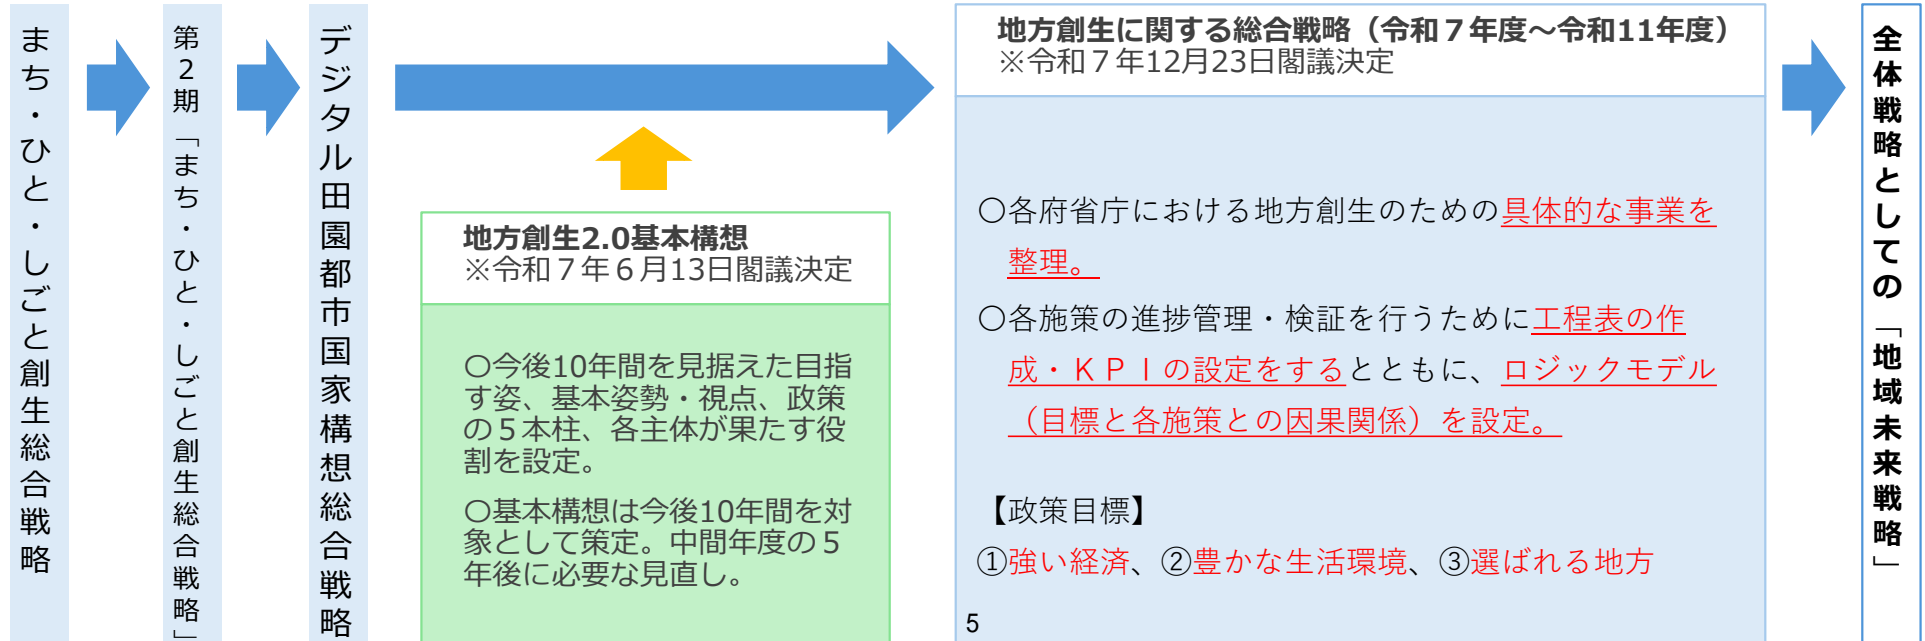 まち・ひと・しごと創生総合戦略
第2期「まち・ひと・しごと創生総合戦略」
デジタル田園都市国家構想総合戦略
地方創生2.0基本構想
※令和7年6月13日閣議決定
〇今後10年間を見据えた目指
す姿、基本姿勢・視点、政策
の5本柱、各主体が果たす役
割を設定。
〇基本構想は今後10年間を対
象として策定。中間年度の5
年後に必要な見直し。
地方創生に関する総合戦略（令和7年度～令和11年度）
※令和7年12月23日閣議決定
〇各府省庁における地方創生のための具体的な事業を
整理。
〇各施策の進捗管理・検証を行うために工程表の作
成・ＫＰＩの設定をするとともに、ロジックモデル
（目標と各施策との因果関係）を設定。
【政策目標】
①強い経済、②豊かな生活環境、③選ばれる地方
5
全体戦略としての「地域未来戦略」